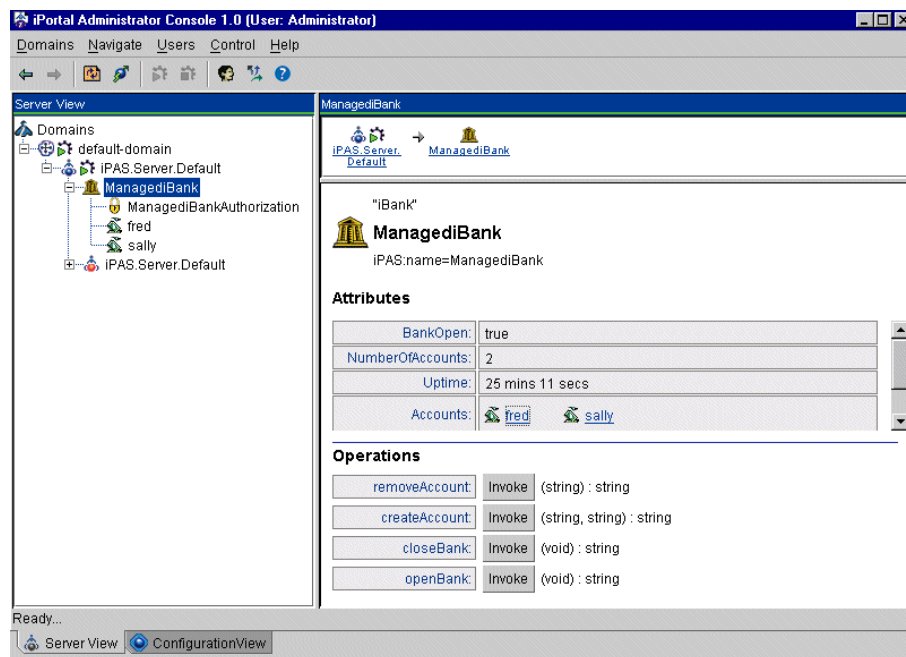 iPortal Administrator Console 1.0 (User: Administrator)
Domains Navigate Users Control Help
Server View
Domains
default-domain
iPAS.Server.Default
ManagediBank
ManagediBankAuthorization
fred
sally
iPAS.Server.Default
ManagediBank
iPAS.Server. ManagediBank
Default
"iBank"
ManagediBank
iPAS:name=ManagediBank
Attributes
BankOpen: true
NumberOfAccounts: 2
Uptime: 25 mins 11 secs
Accounts: fred sally
Operations
removeAccount: Invoke (string) : string
createAccount: Invoke (string, string) : string
closeBank: Invoke (void) : string
openBank: Invoke (void) : string
Ready...
Server View ConfigurationView